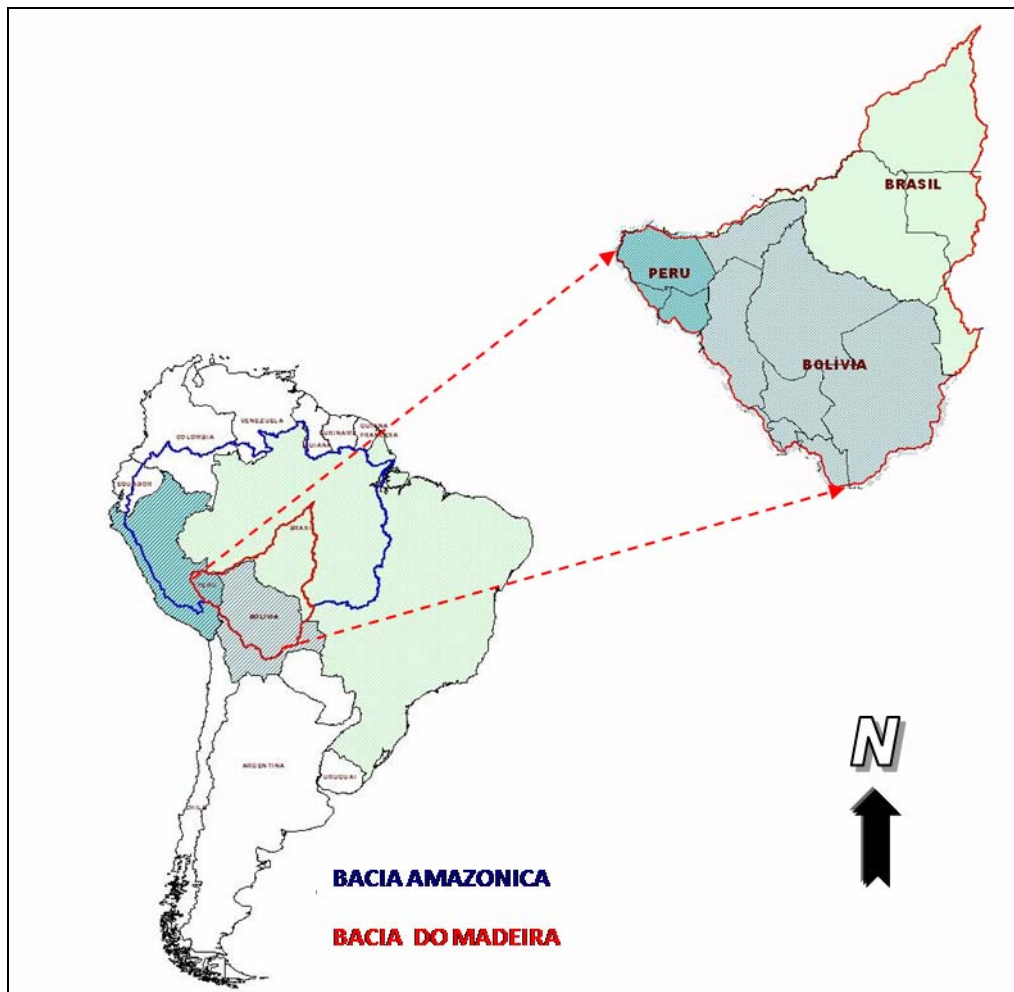 BRASIL
PERU
BOLÍVIA
VENEZUELA
COLOMBIA
SURINAME
GUIANA FRANCESA
GUIANA
EQUADOR
BRASIL
PERU
BOLÍVIA
ARGENTINA
URUGUAI
CHILE
N
BACIA AMAZONICA
BACIA DO MADEIRA